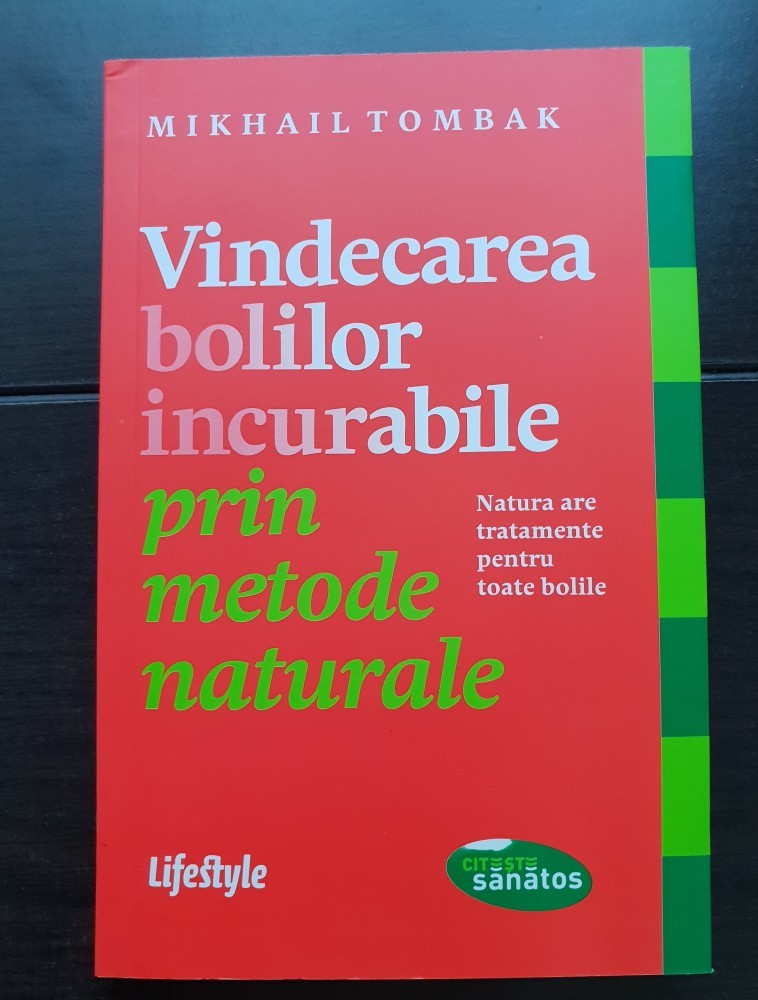 MIKHAIL TOMBAK
Vindecarea
bolilor
incurabile
prin
metode
naturale
Natura are
tratamente
pentru
toate bolile
Lifestyle
CITEȘTE
sănătos